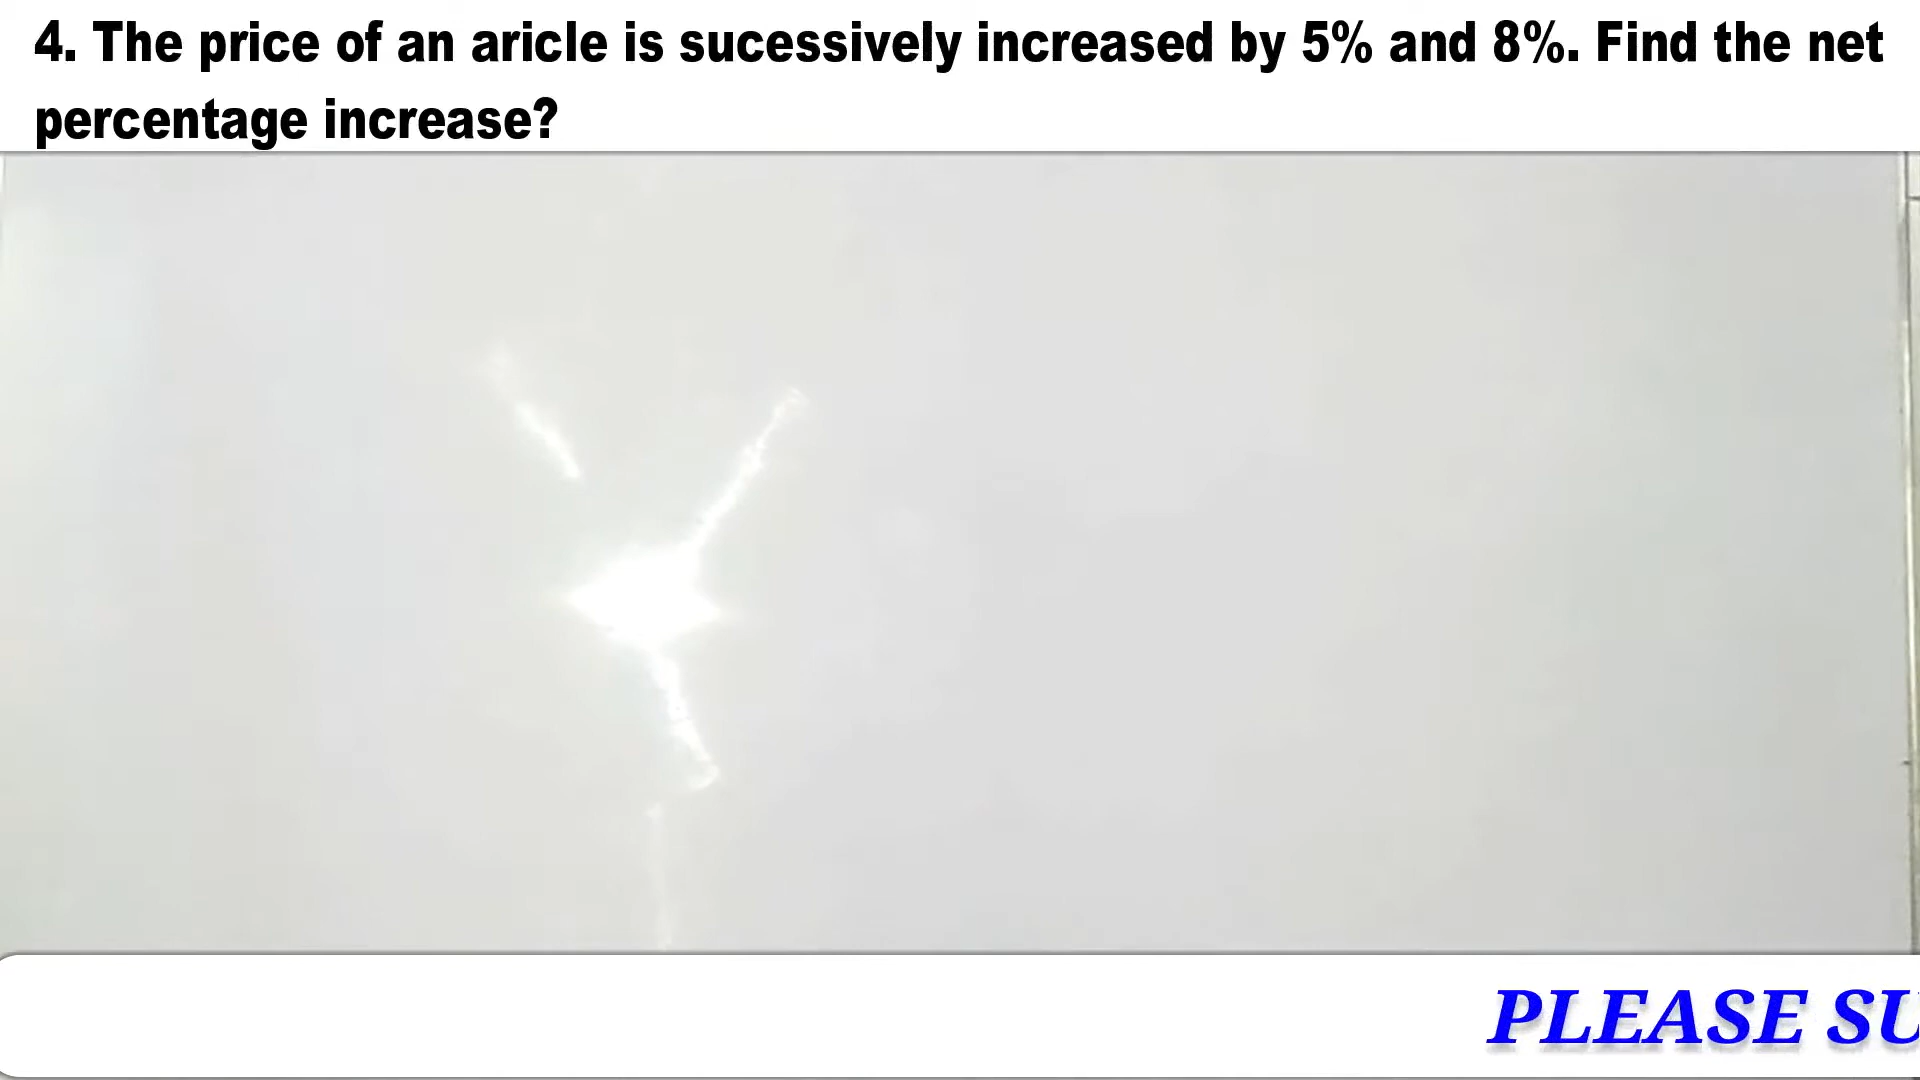 4. The price of an aricle is sucessively increased by 5% and 8%. Find the net
percentage increase?
PLEASE SU